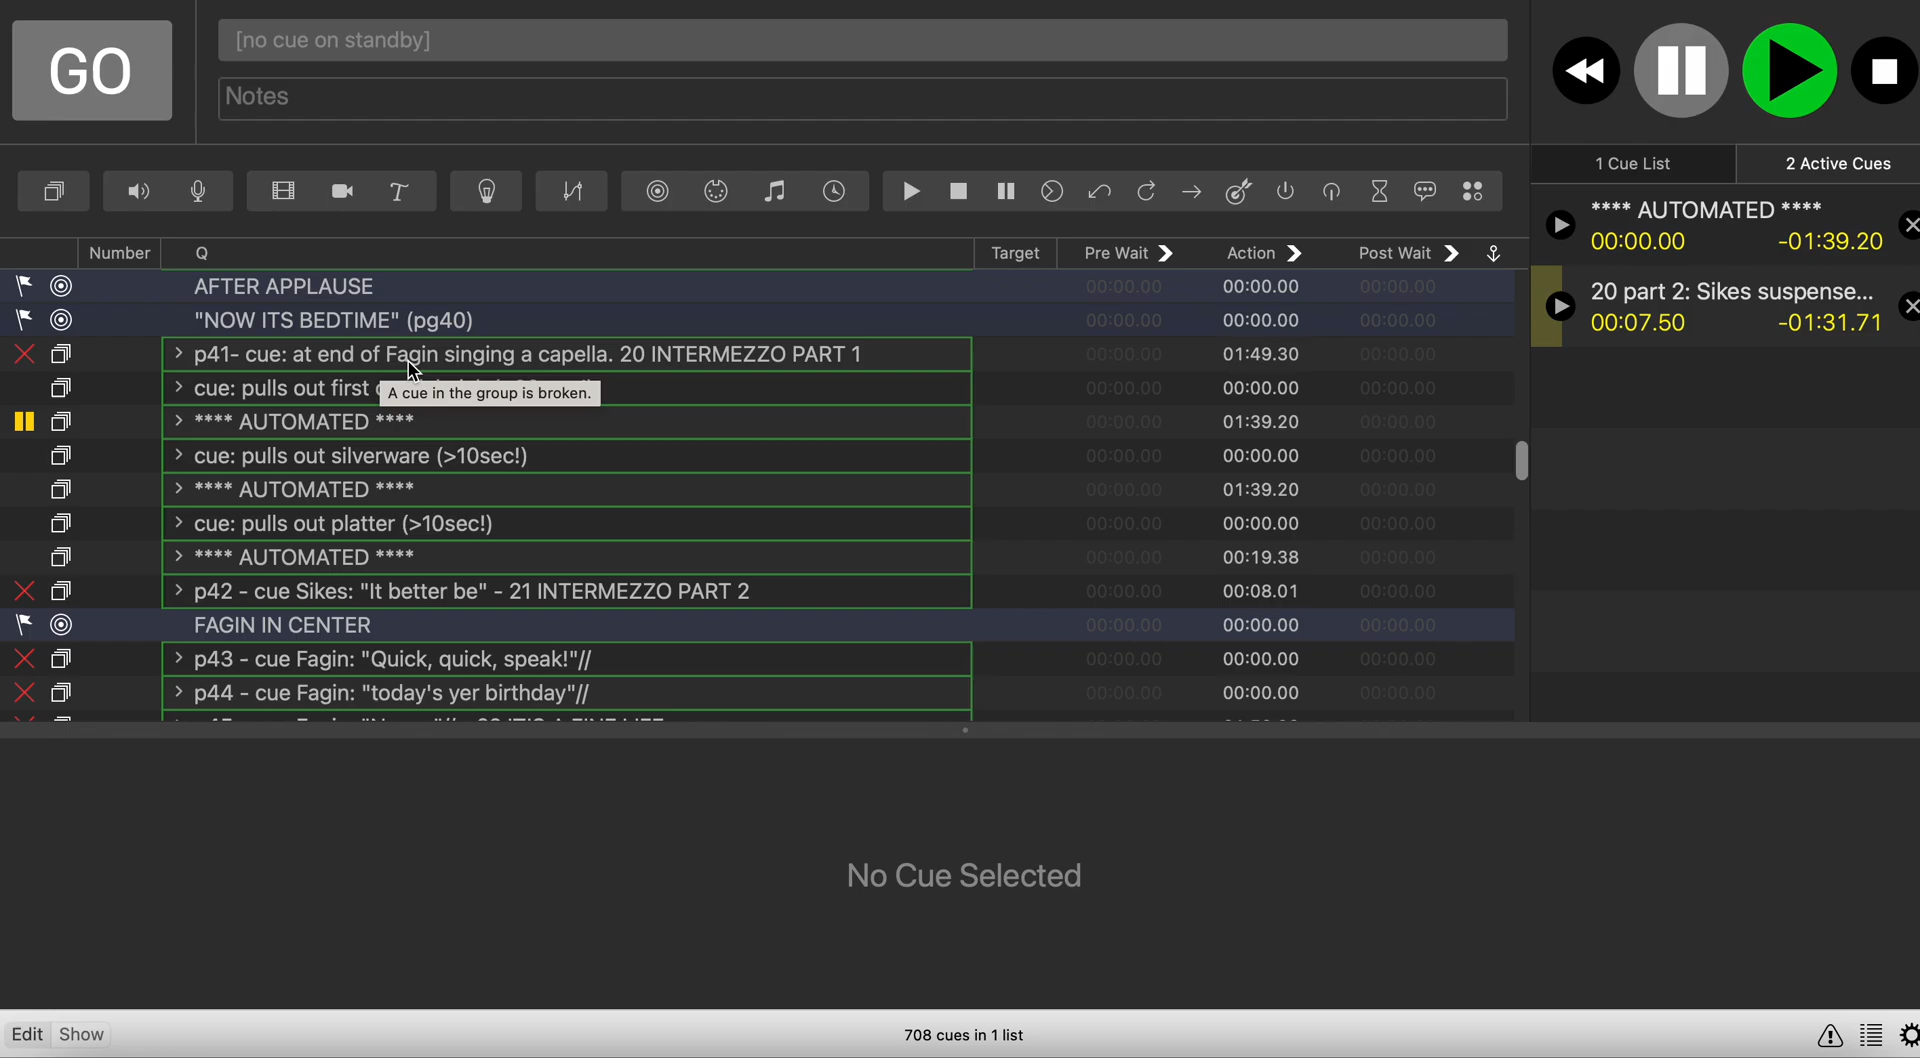 GO
[no cue on standby]
Notes
1 Cue List
2 Active Cues
**** AUTOMATED ****
00:00.00 -01:39.20
20 part 2: Sikes suspense...
00:07.50 -01:31.71
Number Q Target Pre Wait Action Post Wait
AFTER APPLAUSE 00:00.00 00:00.00 00:00.00
"NOW ITS BEDTIME" (pg40) 00:00.00 00:00.00 00:00.00
p41- cue: at end of Fagin singing a capella. 20 INTERMEZZO PART 1 00:00.00 01:49.30 00:00.00
cue: pulls out first 00:00.00 00:00.00 00:00.00
A cue in the group is broken.
**** AUTOMATED **** 00:00.00 01:39.20 00:00.00
cue: pulls out silverware (>10sec!) 00:00.00 00:00.00 00:00.00
**** AUTOMATED **** 00:00.00 01:39.20 00:00.00
cue: pulls out platter (>10sec!) 00:00.00 00:00.00 00:00.00
**** AUTOMATED **** 00:00.00 00:19.38 00:00.00
p42 - cue Sikes: "It better be" - 21 INTERMEZZO PART 2 00:00.00 00:08.01 00:00.00
FAGIN IN CENTER 00:00.00 00:00.00 00:00.00
p43 - cue Fagin: "Quick, quick, speak!"// 00:00.00 00:00.00 00:00.00
p44 - cue Fagin: "today's yer birthday"// 00:00.00 00:00.00 00:00.00
No Cue Selected
Edit Show
708 cues in 1 list